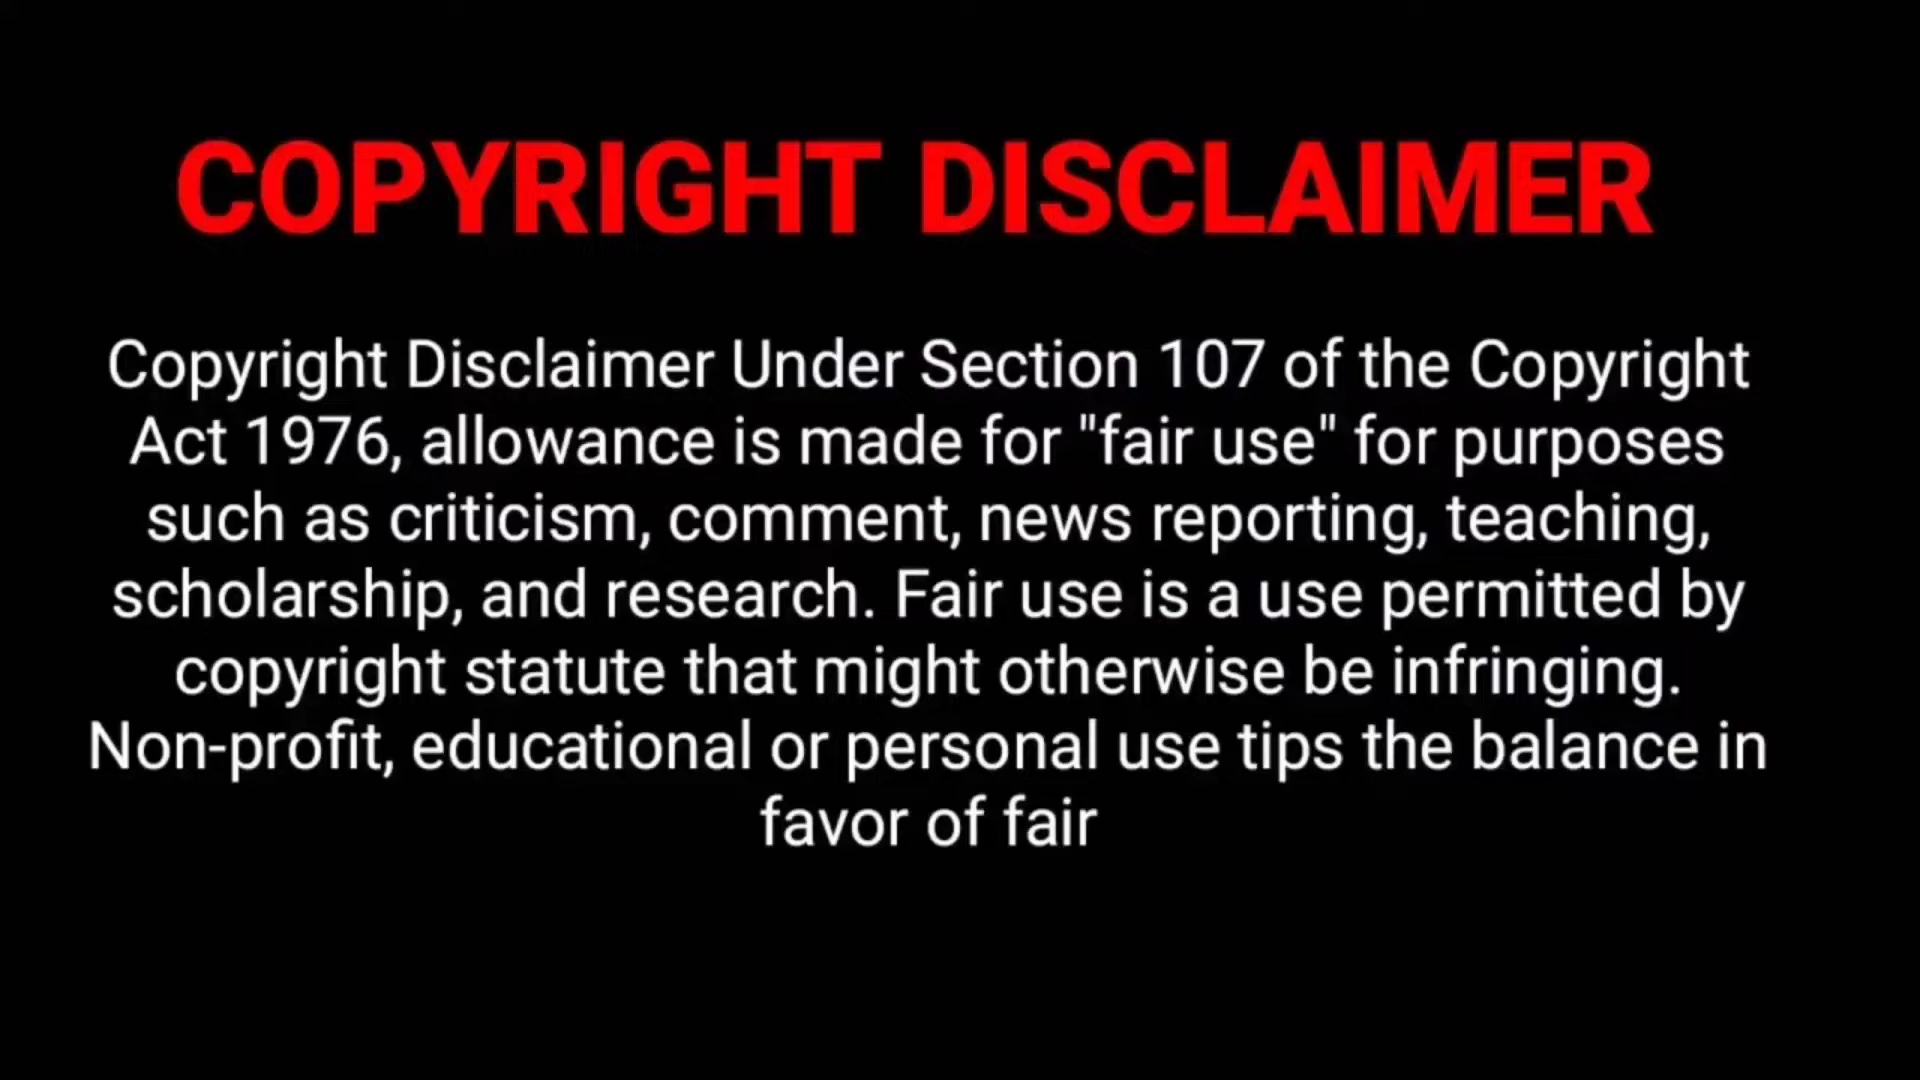 COPYRIGHT DISCLAIMER
Copyright Disclaimer Under Section 107 of the Copyright
Act 1976, allowance is made for "fair use" for purposes
such as criticism, comment, news reporting, teaching,
scholarship, and research. Fair use is a use permitted by
copyright statute that might otherwise be infringing.
Non-profit, educational or personal use tips the balance in
favor of fair